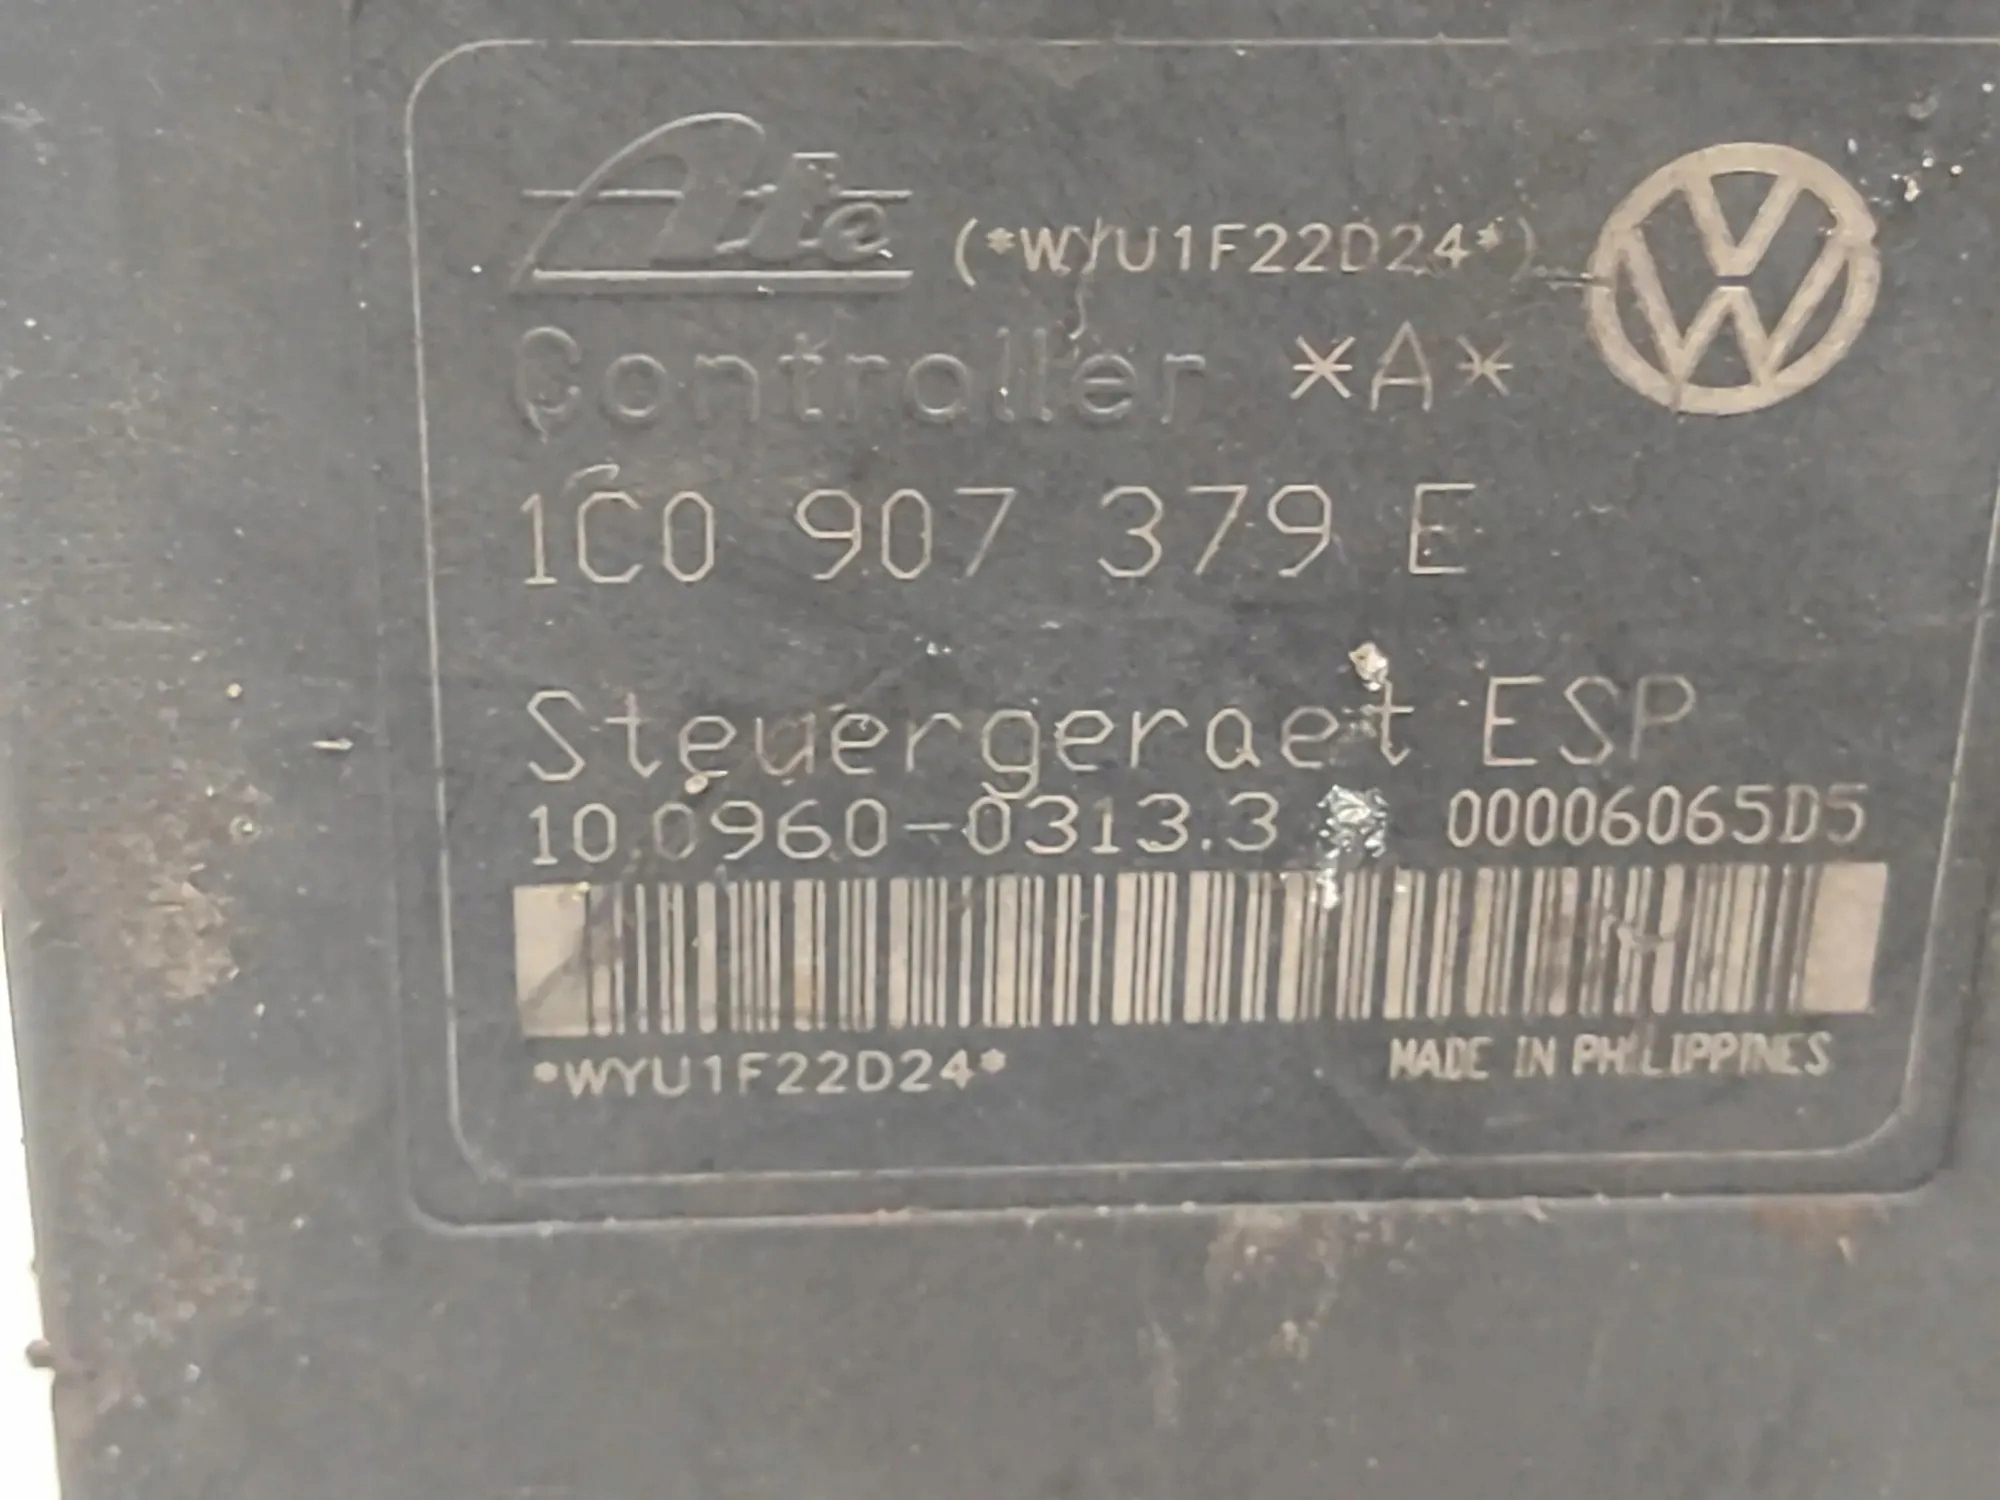 Ate (*WYU1F22D24*)
Controller *A*
1C0 907 379 E
Steuergeraet ESP
10.0960-0313.3 00006065D5
*WYU1F22D24*
MADE IN PHILIPPINES